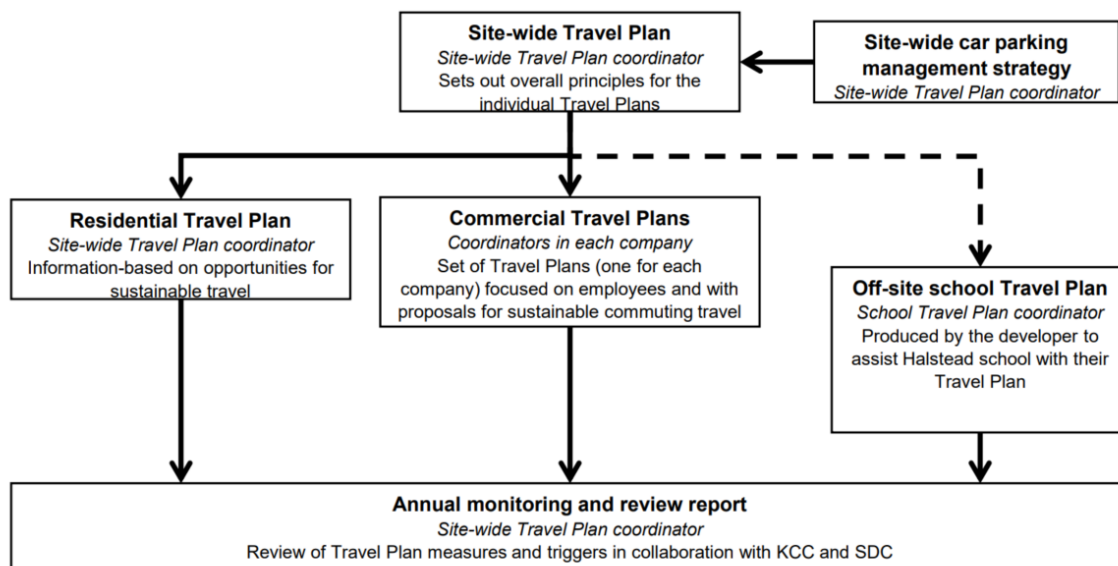 Site-wide Travel Plan
Site-wide Travel Plan coordinator
Sets out overall principles for the
individual Travel Plans
Site-wide car parking
management strategy
Site-wide Travel Plan coordinator
Residential Travel Plan
Site-wide Travel Plan coordinator
Information-based on opportunities for
sustainable travel
Commercial Travel Plans
Coordinators in each company
Set of Travel Plans (one for each
company) focused on employees and with
proposals for sustainable commuting travel
Off-site school Travel Plan
School Travel Plan coordinator
Produced by the developer to
assist Halstead school with their
Travel Plan
Annual monitoring and review report
Site-wide Travel Plan coordinator
Review of Travel Plan measures and triggers in collaboration with KCC and SDC